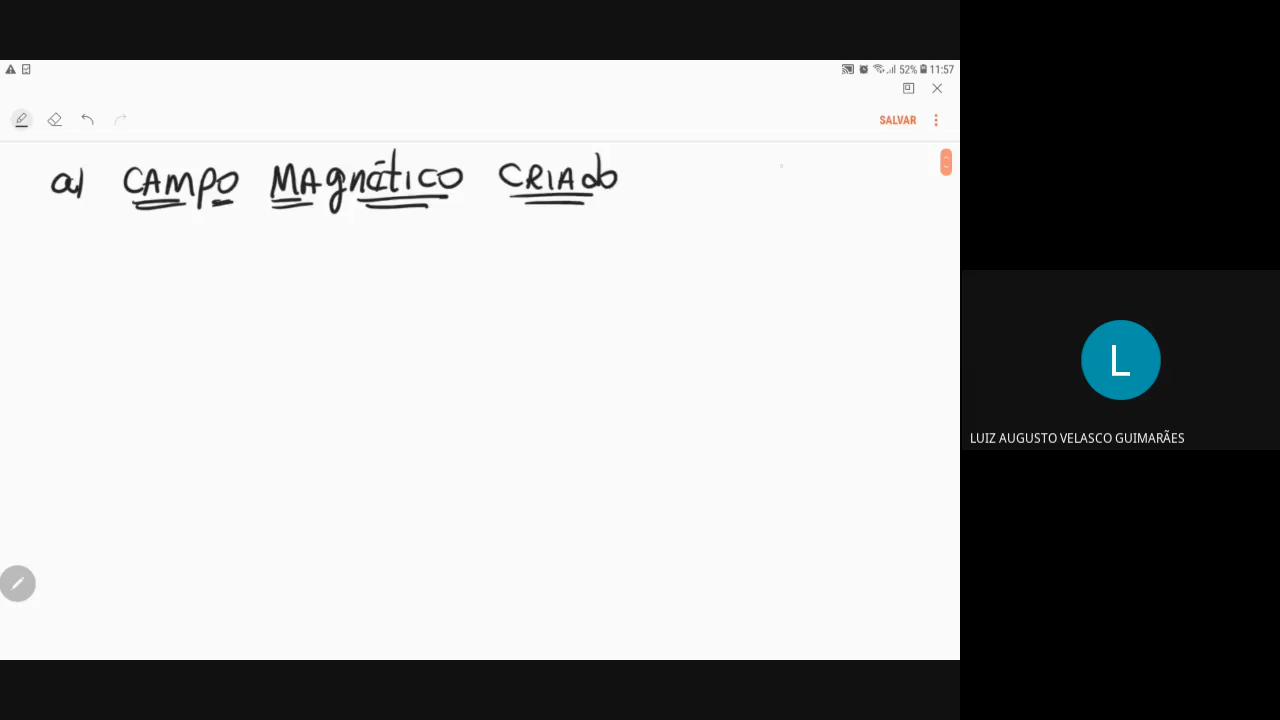 52% 11:57
SALVAR
a) CAMPO MAgnético CRIAdo
L
LUIZ AUGUSTO VELASCO GUIMARÃES